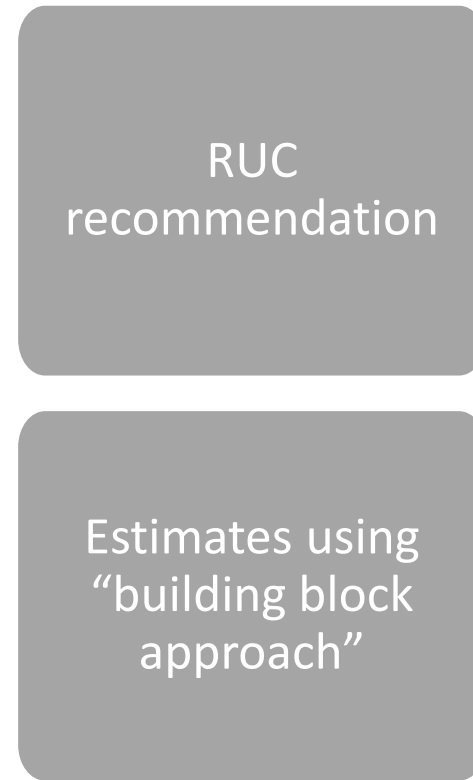 RUC
recommendation
Estimates using
“building block
approach”